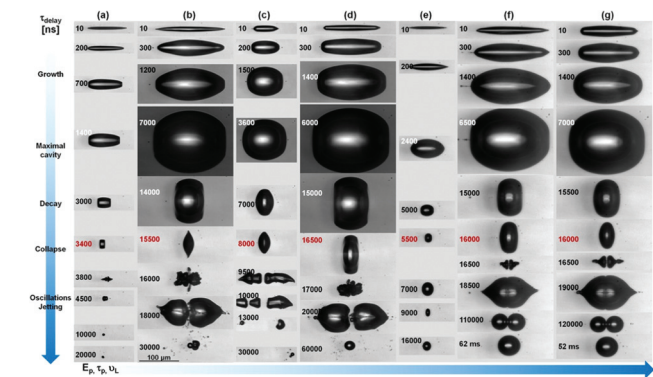 τdelay
[ns]
(a) (b) (c) (d) (e) (f) (g)
10 10 10 10 10 10 10
200 300 200 300 200 300 300
Growth
700 1200 1500 1400 1400 1400
Maximal
cavity
1400 7000 3600 6000 2400 6500 7000
Decay
3000 14000 7000 15000 5000 15000 15500
Collapse
3400 15500 8000 16500 5500 16000 16000
3800 16000 9500 17000 7000 16500 16500
Oscillations
Jetting
4500 18000 10000 20000 9000 18500 19000
13000
10000 110000 120000
20000 30000 30000 60000 16000 62 ms 52 ms
100 μm
Ep, τp, υL